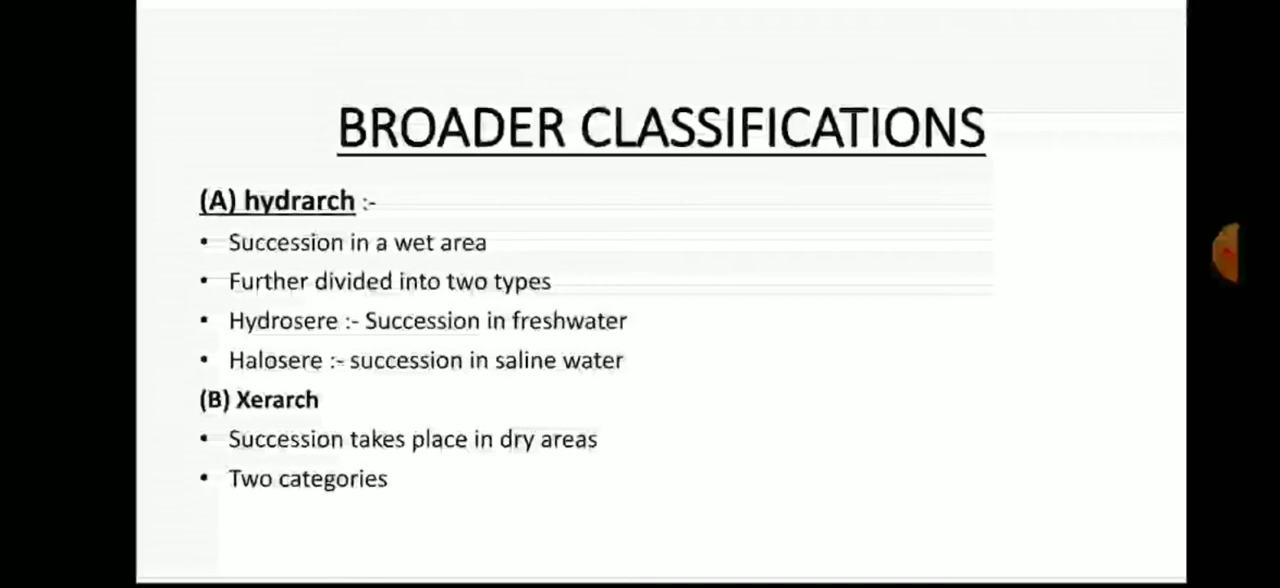 BROADER CLASSIFICATIONS
(A) hydrarch :-
• Succession in a wet area
• Further divided into two types
• Hydrosere :- Succession in freshwater
• Halosere :- succession in saline water
(B) Xerarch
• Succession takes place in dry areas
• Two categories